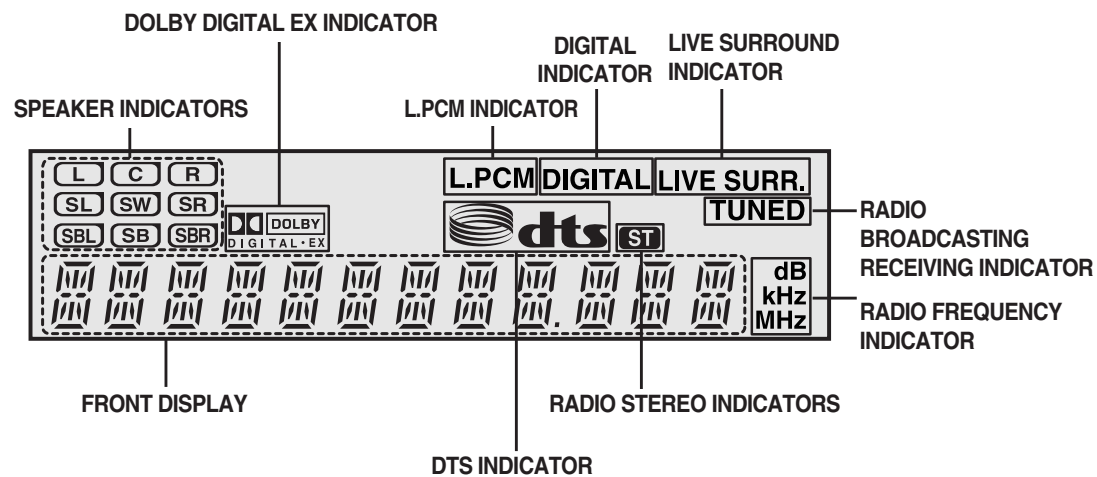 DOLBY DIGITAL EX INDICATOR
DIGITAL
INDICATOR
LIVE SURROUND
INDICATOR
SPEAKER INDICATORS
L.PCM INDICATOR
L C R
SL SW SR
SBL SB SBR
DOLBY
DIGITAL·EX
L.PCM DIGITAL LIVE SURR.
TUNED
dts ST
RADIO
BROADCASTING
RECEIVING INDICATOR
dB
kHz
MHz
RADIO FREQUENCY
INDICATOR
FRONT DISPLAY
RADIO STEREO INDICATORS
DTS INDICATOR